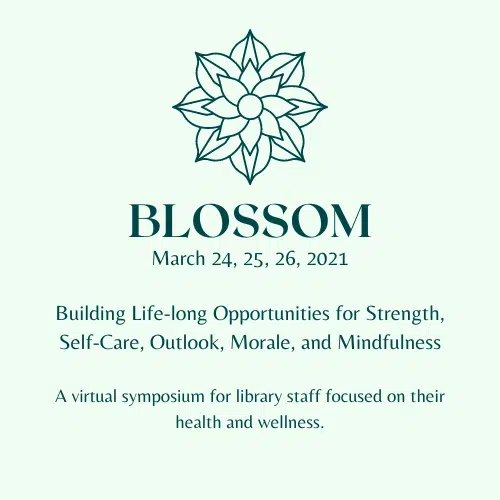 BLOSSOM
March 24, 25, 26, 2021
Building Life-long Opportunities for Strength,
Self-Care, Outlook, Morale, and Mindfulness
A virtual symposium for library staff focused on their
health and wellness.